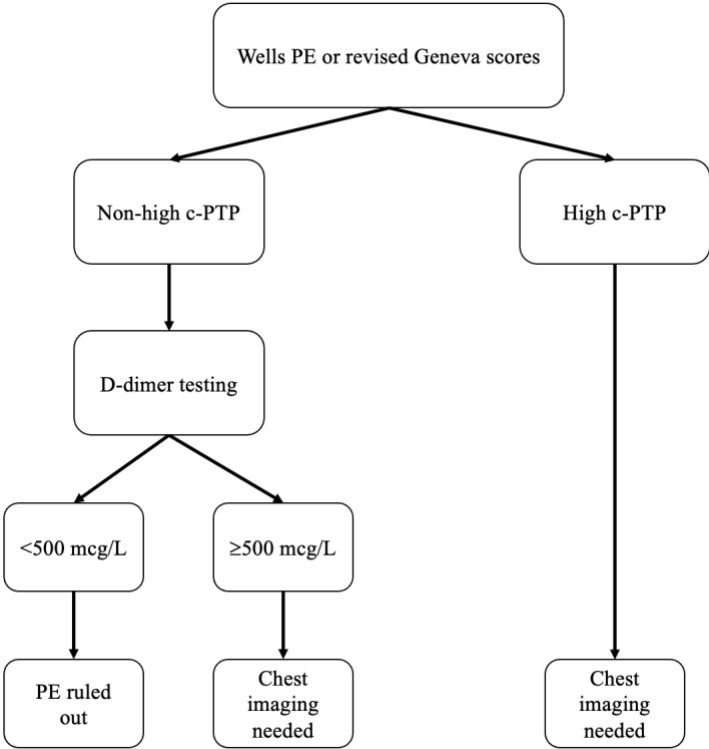 Wells PE or revised Geneva scores
Non-high c-PTP
High c-PTP
D-dimer testing
<500 mcg/L
≥500 mcg/L
PE ruled
out
Chest
imaging
needed
Chest
imaging
needed